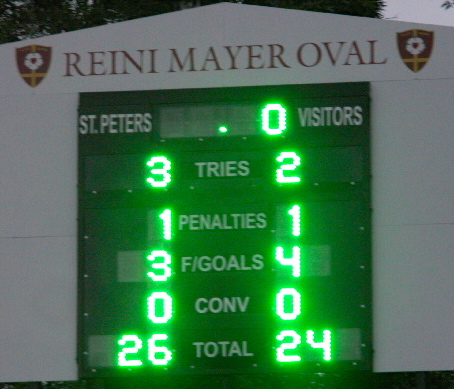 REINI MAYER OVAL
ST. PETERS . 0 VISITORS
3 TRIES 2
1 PENALTIES 1
3 F/GOALS 4
0 CONV 0
26 TOTAL 24